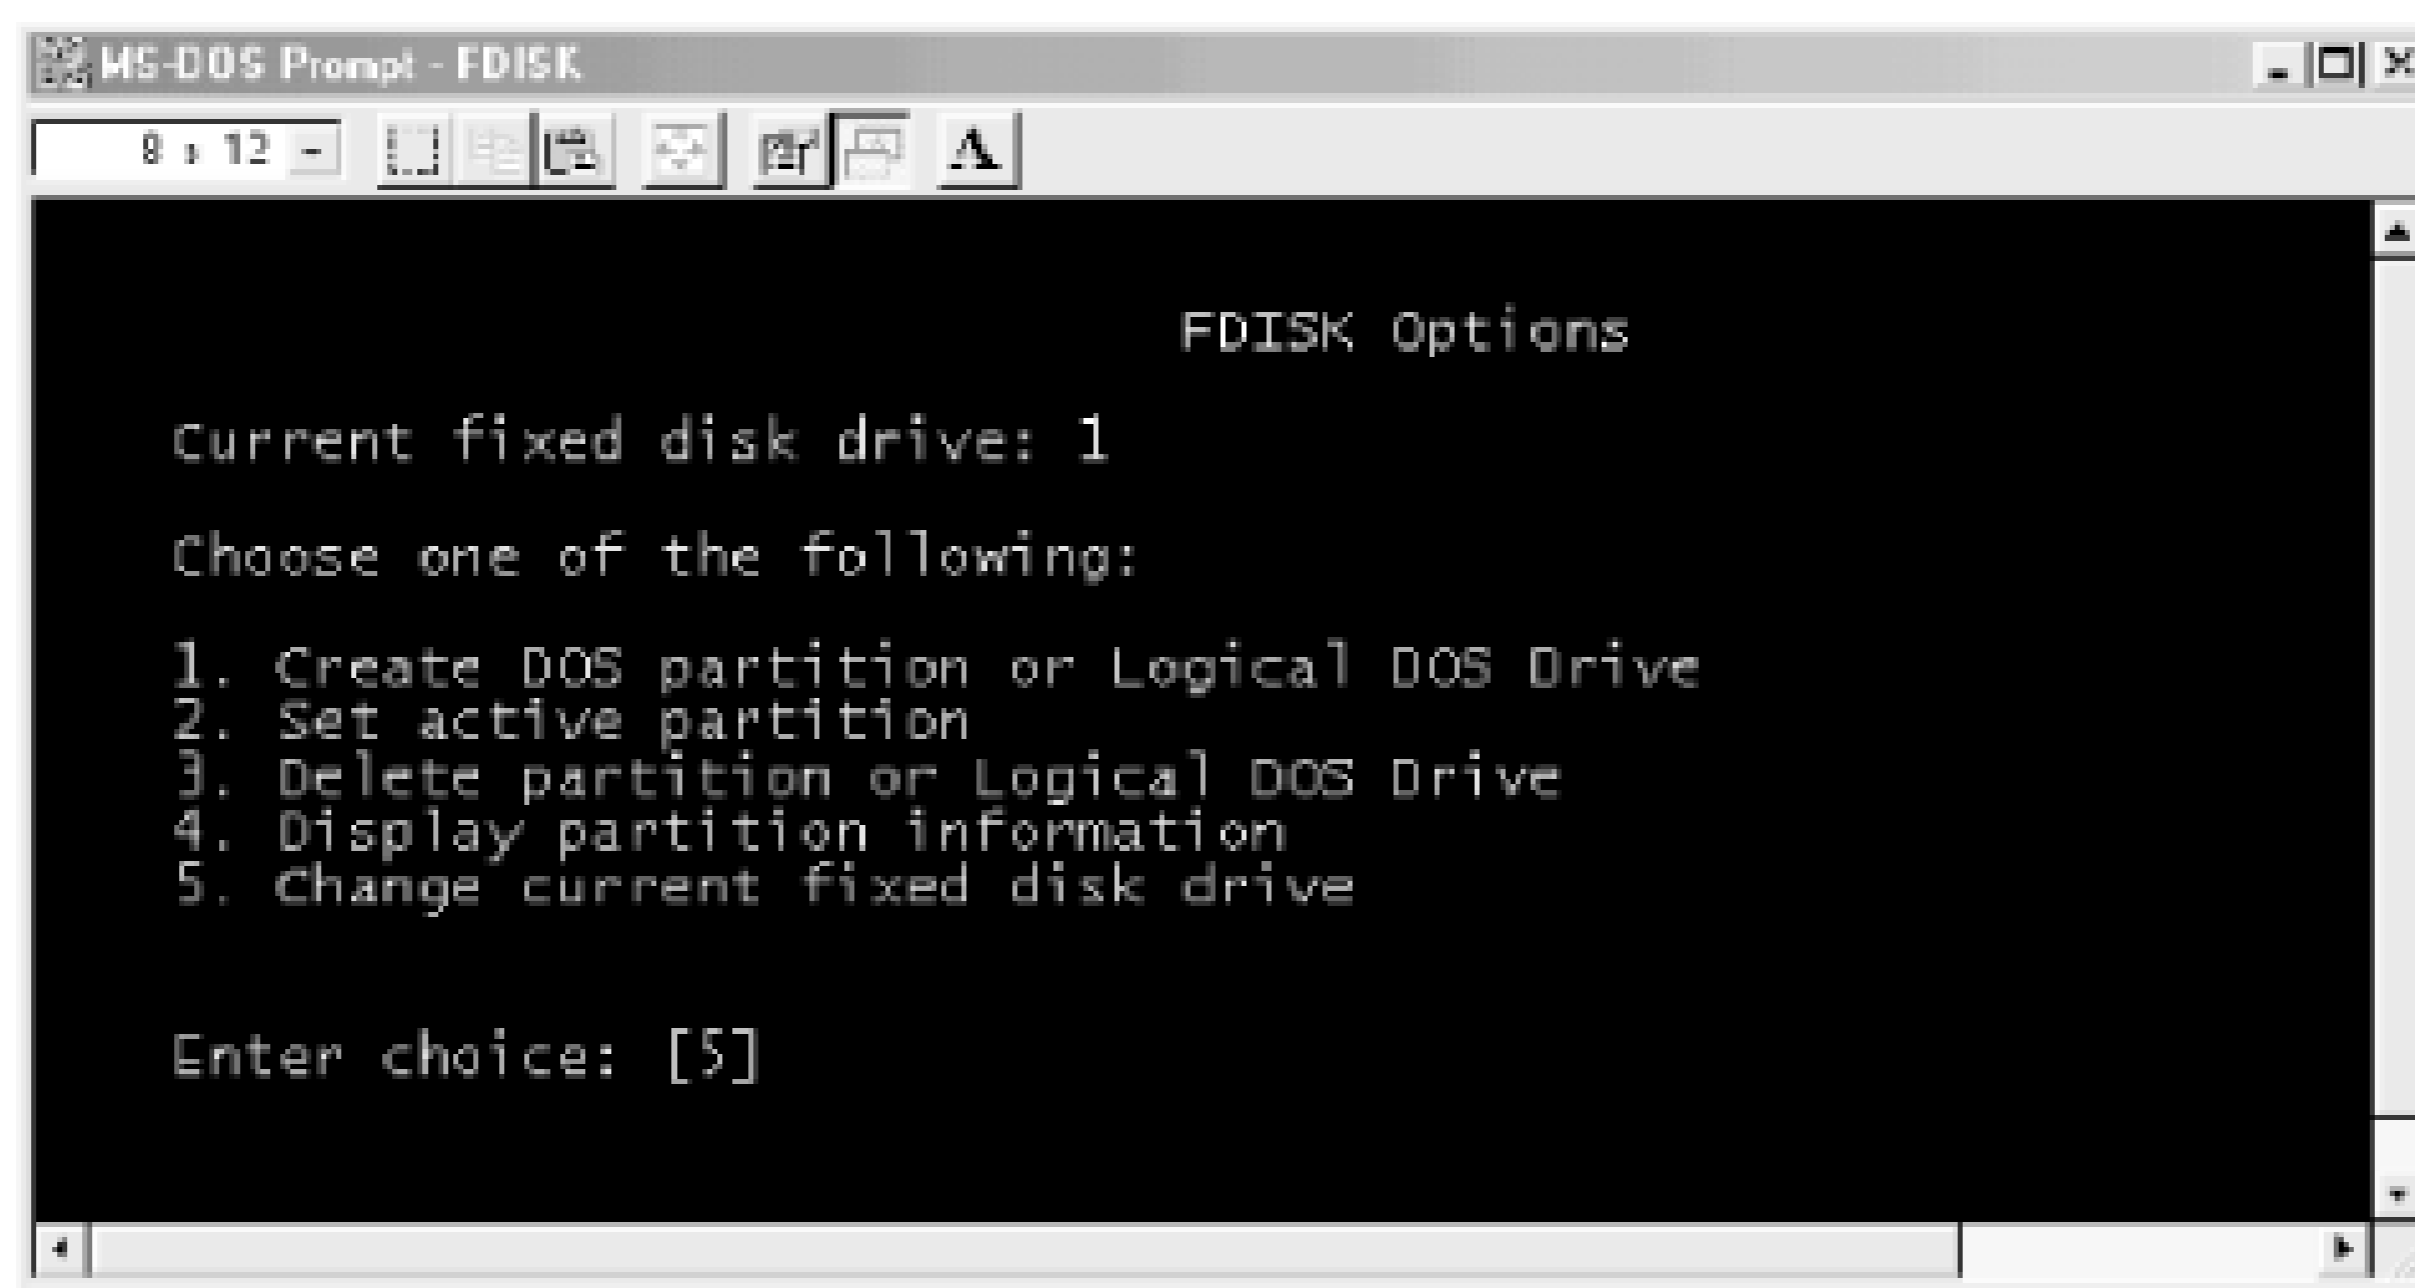 MS-DOS Prompt - FDISK
8 x 12
A
FDISK Options
Current fixed disk drive: 1
Choose one of the following:
1. Create DOS partition or Logical DOS Drive
2. Set active partition
3. Delete partition or Logical DOS Drive
4. Display partition information
5. Change current fixed disk drive
Enter choice: [5]